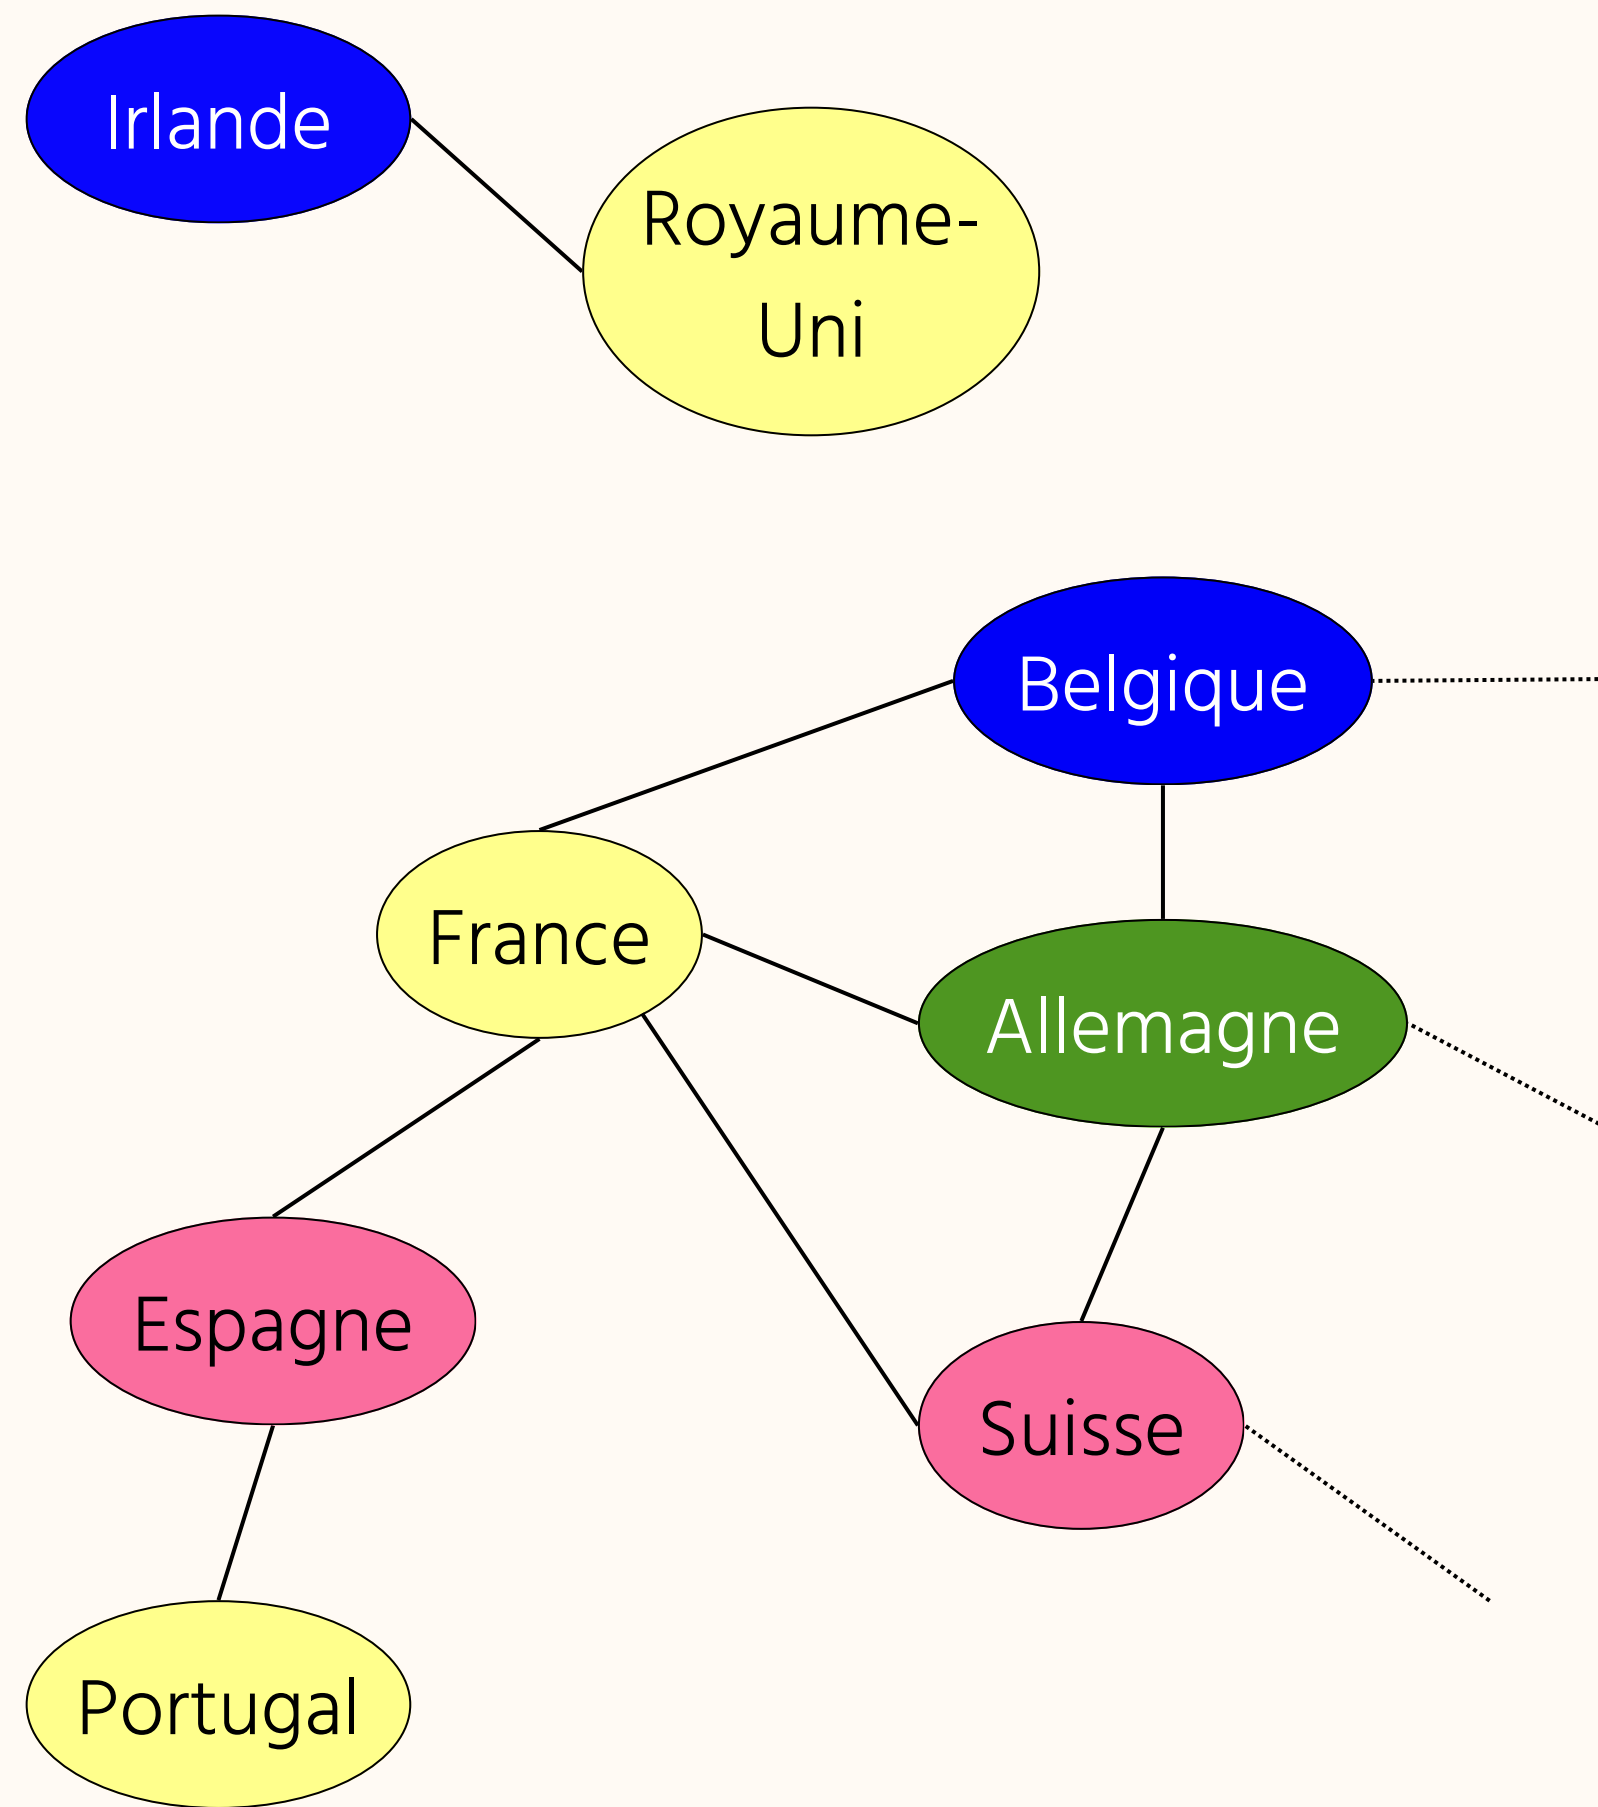 Irlande
Royaume-
Uni
Belgique
France
Allemagne
Espagne
Suisse
Portugal